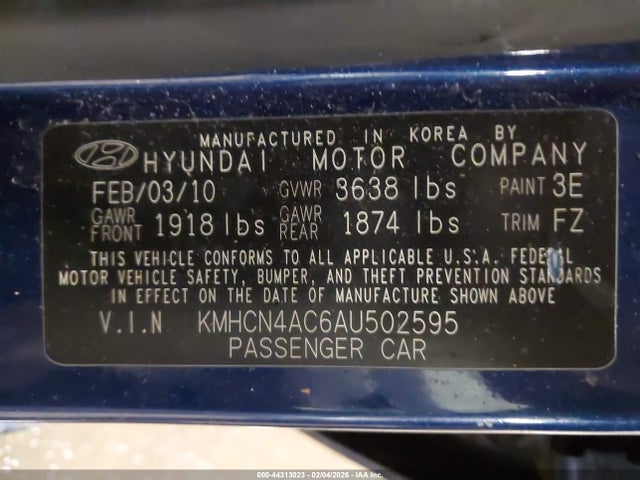 MANUFACTURED IN KOREA BY
HYUNDAI MOTOR COMPANY
FEB/03/10 GVWR 3638 lbs PAINT 3E
GAWR FRONT 1918 lbs GAWR REAR 1874 lbs TRIM FZ
THIS VEHICLE CONFORMS TO ALL APPLICABLE U.S.A. FEDERAL
MOTOR VEHICLE SAFETY, BUMPER, AND THEFT PREVENTION STANDARDS
IN EFFECT ON THE DATE OF MANUFACTURE SHOWN ABOVE
V.I.N KMHCN4AC6AU502595
PASSENGER CAR
000-44313023 - 02/04/2026 - IAA Inc.